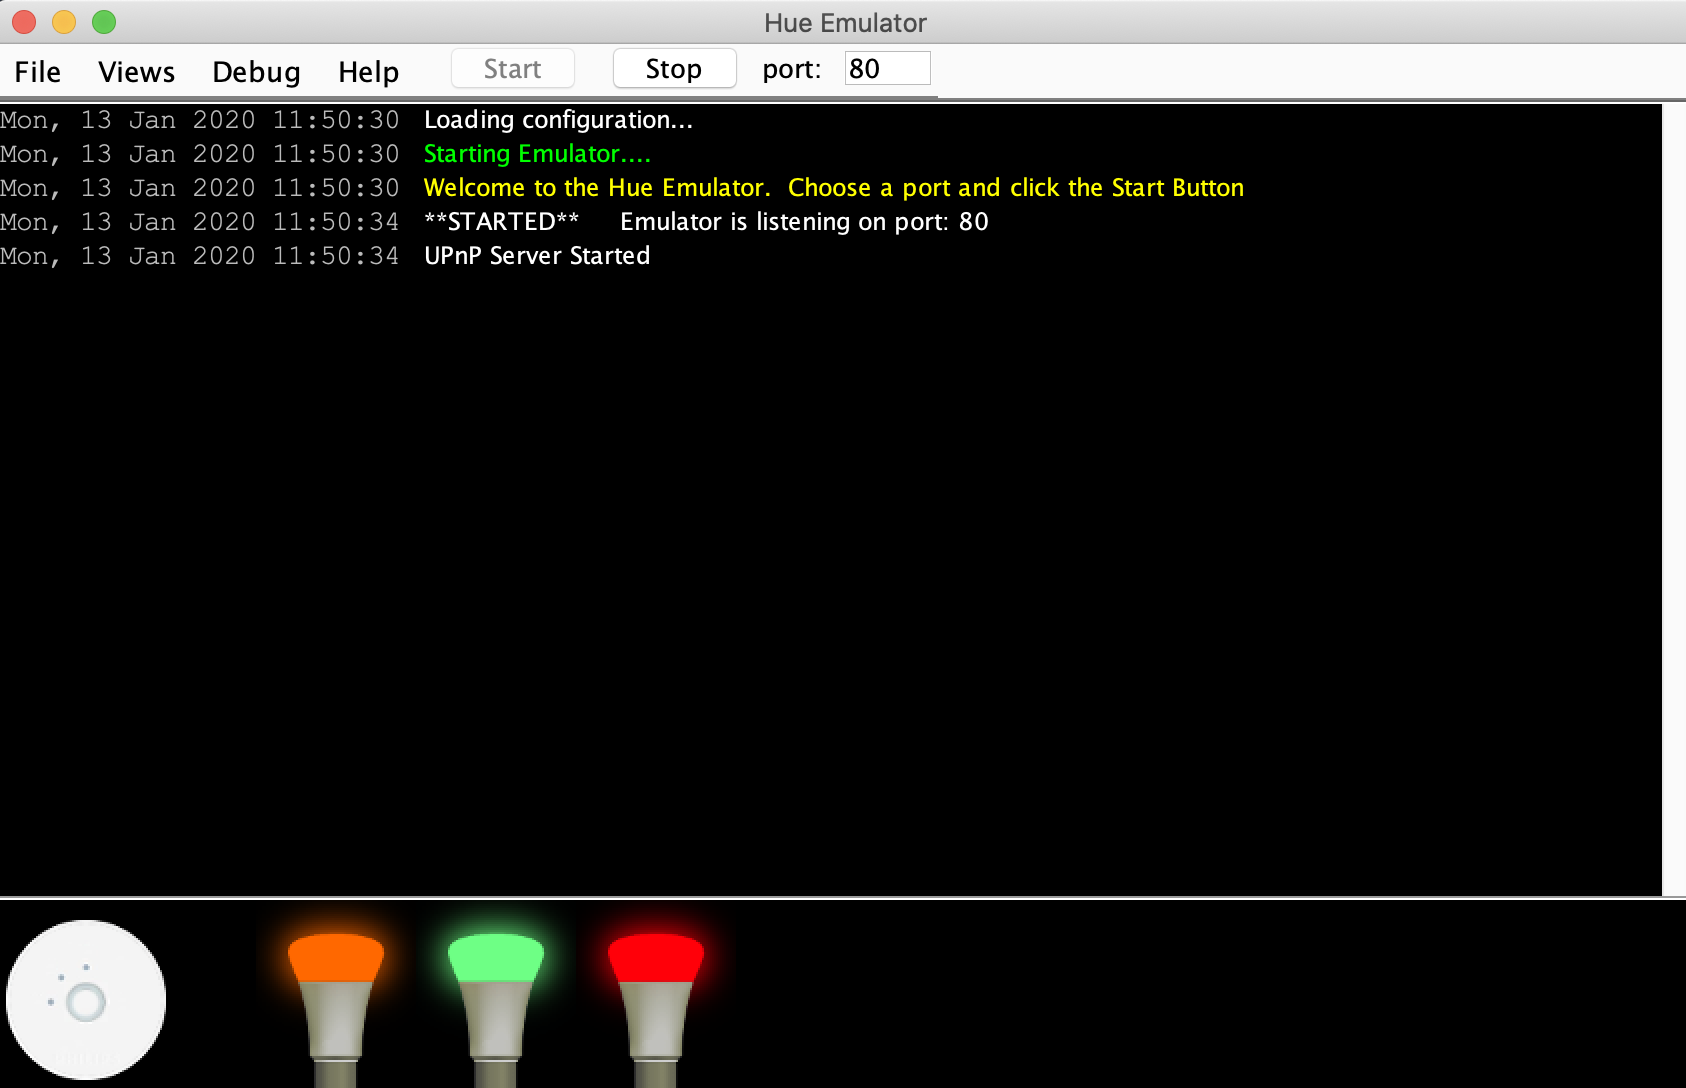 Hue Emulator
File Views Debug Help Start Stop port: 80
Mon, 13 Jan 2020 11:50:30 Loading configuration...
Mon, 13 Jan 2020 11:50:30 Starting Emulator....
Mon, 13 Jan 2020 11:50:30 Welcome to the Hue Emulator.  Choose a port and click the Start Button
Mon, 13 Jan 2020 11:50:34 **STARTED**     Emulator is listening on port: 80
Mon, 13 Jan 2020 11:50:34 UPnP Server Started